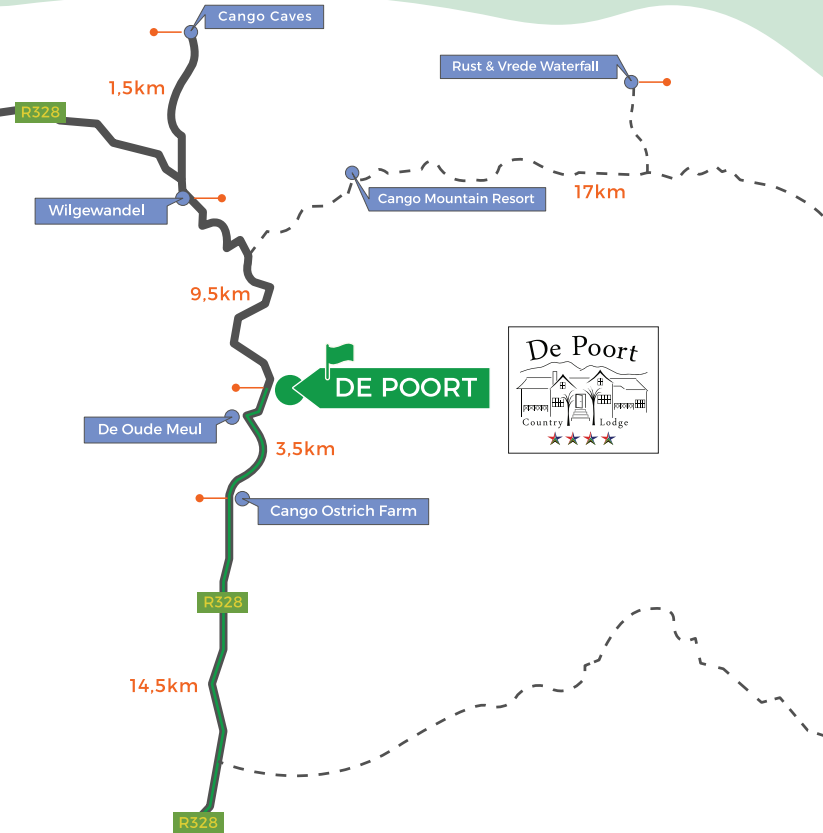 Cango Caves
Rust & Vrede Waterfall
1,5km
R328
17km
Cango Mountain Resort
Wilgewandel
9,5km
De Poort
Country Lodge
DE POORT
De Oude Meul
3,5km
Cango Ostrich Farm
R328
14,5km
R328